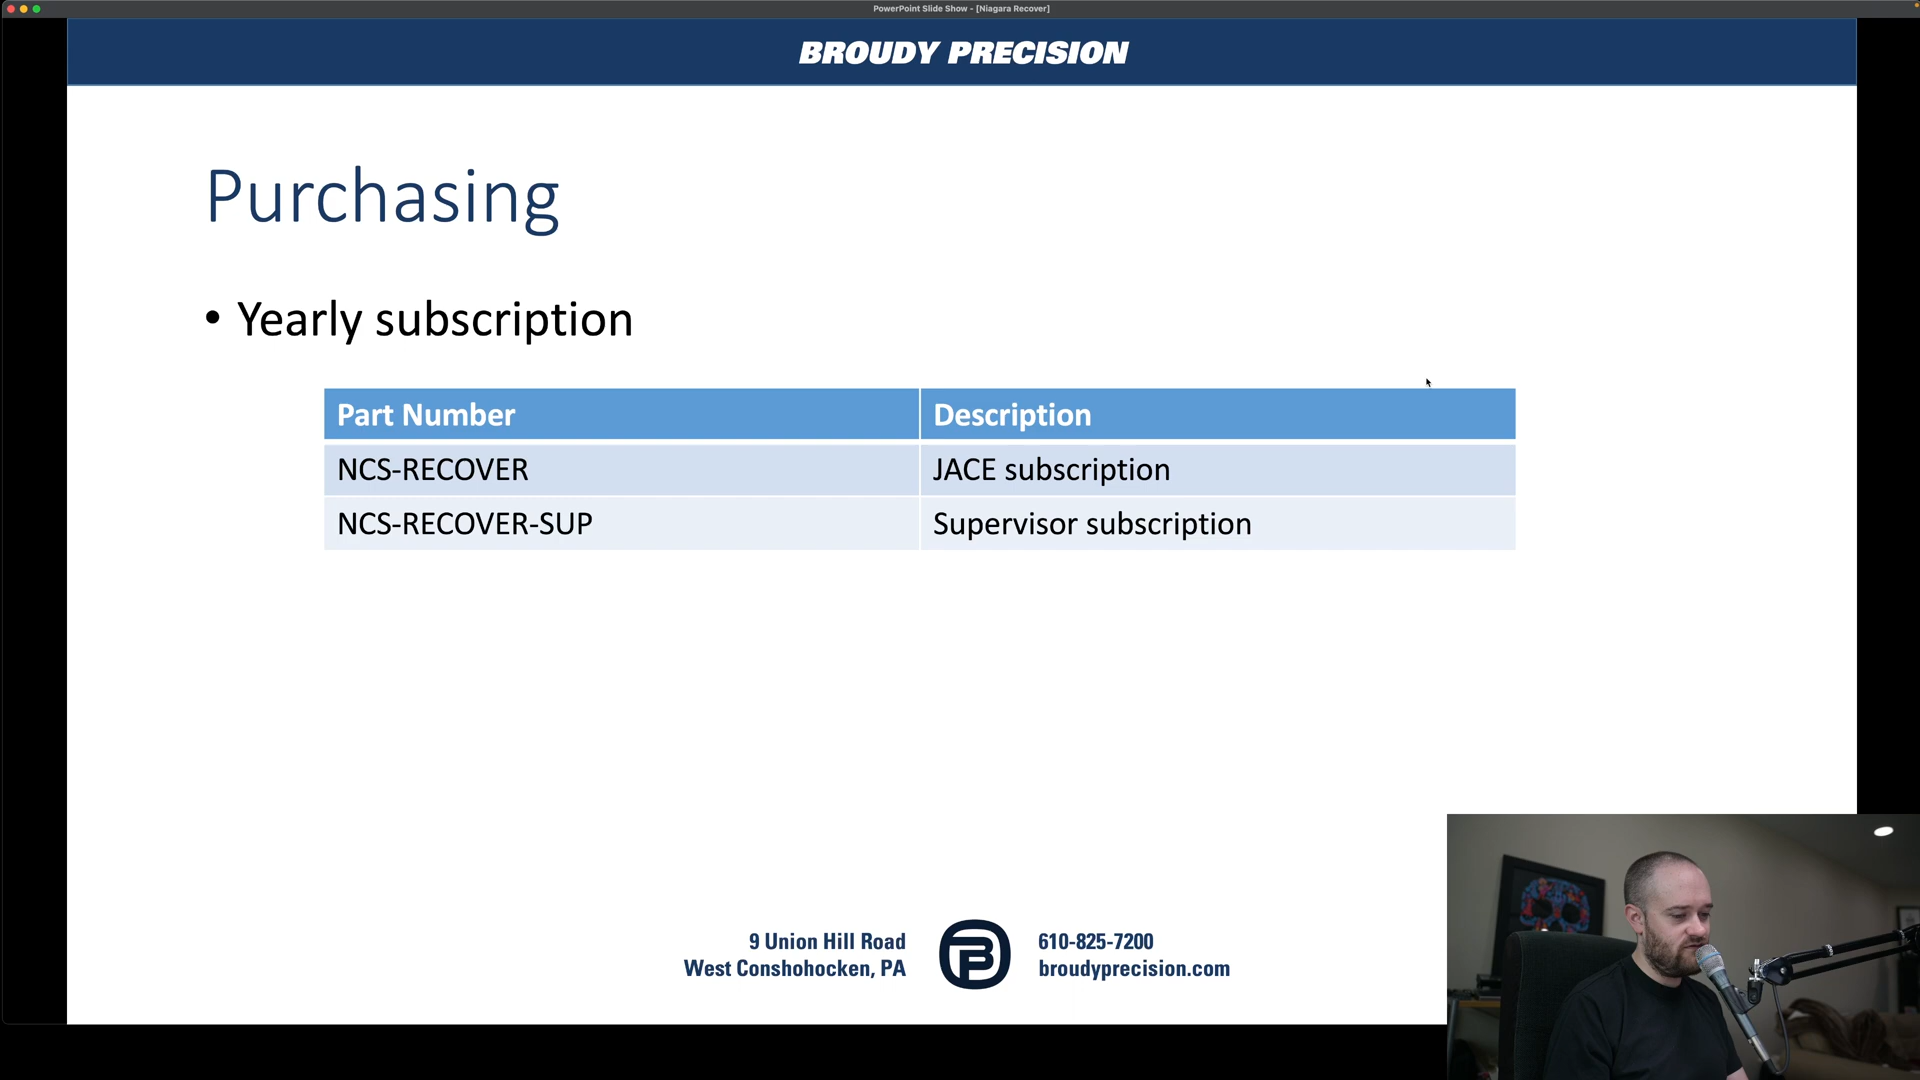 PowerPoint Slide Show - [Niagara Recover]
BROUDY PRECISION
Purchasing
• Yearly subscription
Part Number Description
NCS-RECOVER JACE subscription
NCS-RECOVER-SUP Supervisor subscription
9 Union Hill Road
West Conshohocken, PA
610-825-7200
broudyprecision.com